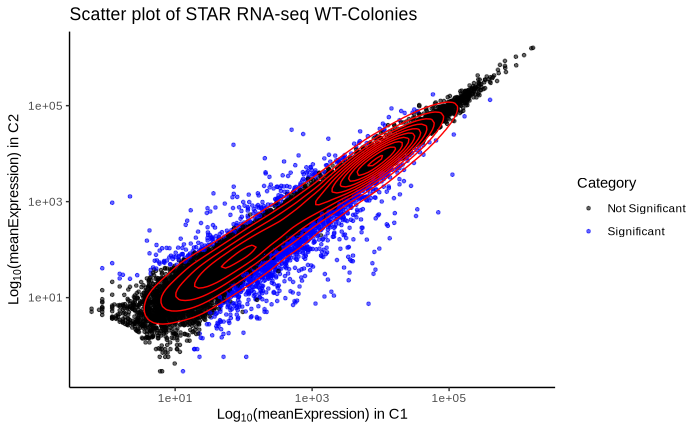 Scatter plot of STAR RNA-seq WT-Colonies
Log10(meanExpression) in C2
1e+05
1e+03
1e+01
1e+01 1e+03 1e+05
Log10(meanExpression) in C1
Category
Not Significant
Significant